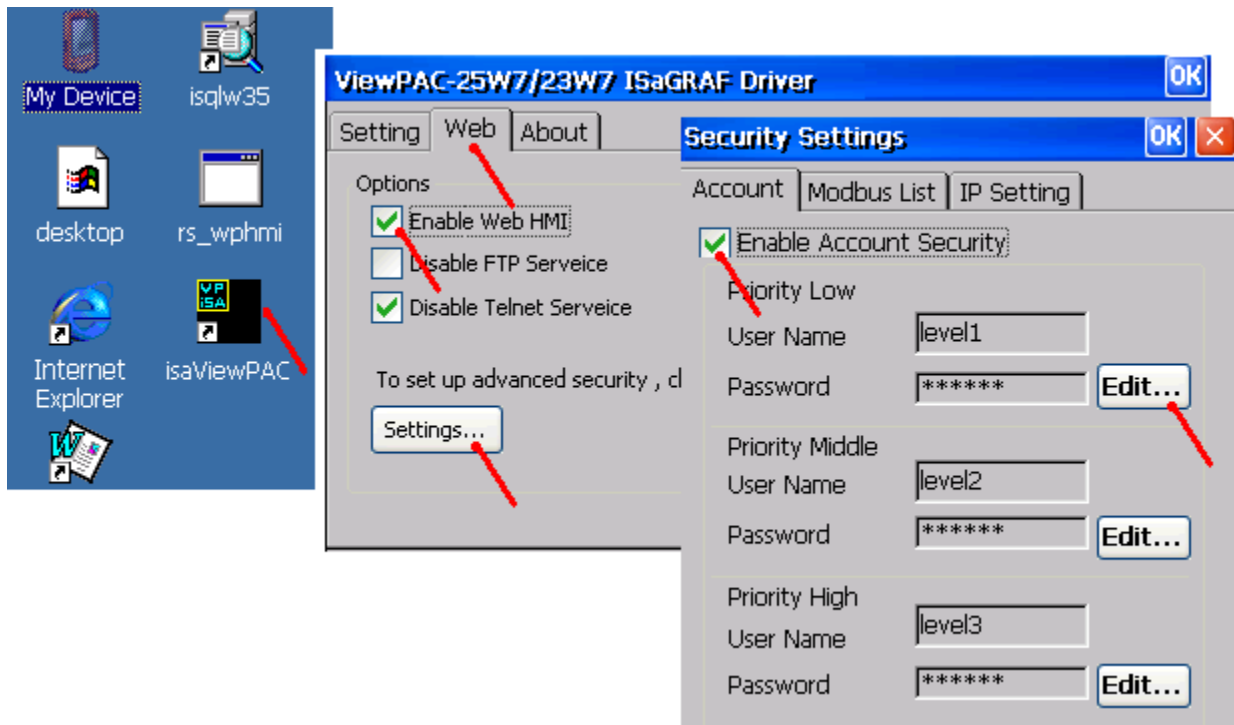 My Device
isqlw35
desktop
rs_wphmi
VP
iSA
Internet
Explorer
isaViewPAC
W
ViewPAC-25W7/23W7 ISaGRAF Driver
OK
Setting
Web
About
Options
Enable Web HMI
Disable FTP Serveice
Disable Telnet Serveice
To set up advanced security , cl
Settings...
Security Settings
OK
Account
Modbus List
IP Setting
Enable Account Security
Priority Low
User Name
level1
Password
******
Edit...
Priority Middle
User Name
level2
Password
******
Edit...
Priority High
User Name
level3
Password
******
Edit...